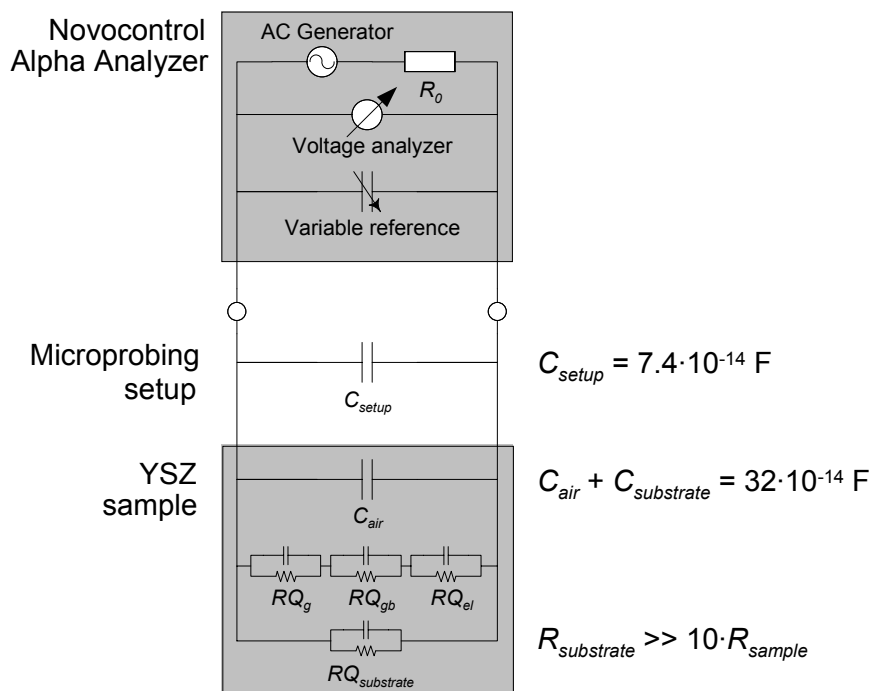 Novocontrol
Alpha Analyzer
AC Generator
R0
Voltage analyzer
Variable reference
Microprobing
setup
Csetup
Csetup = 7.4·10-14 F
YSZ
sample
Cair
Cair + Csubstrate = 32·10-14 F
RQg RQgb RQel
RQsubstrate
Rsubstrate >> 10·Rsample